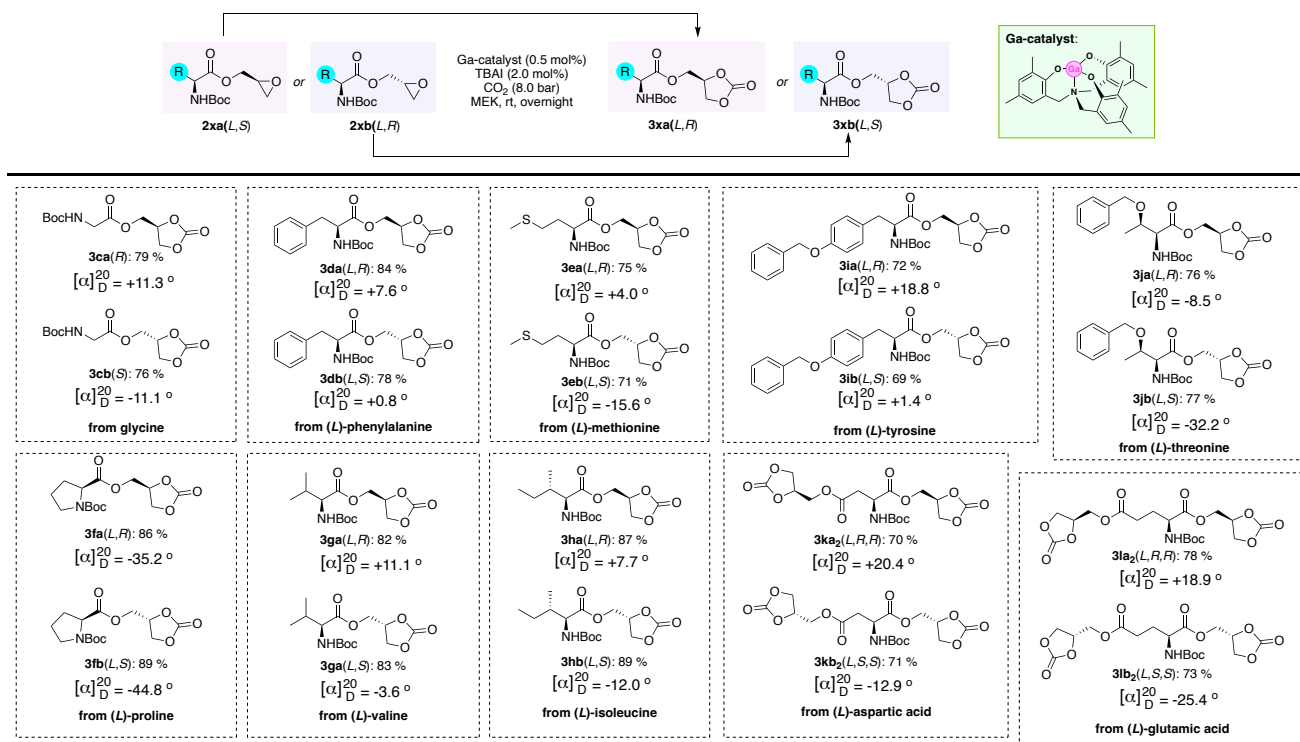 Ga-catalyst (0.5 mol%)
TBAI (2.0 mol%)
CO2 (8.0 bar)
MEK, rt, overnight
R
O
O
O
NHBoc
2xa(L,S)
or
R
O
O
O
NHBoc
2xb(L,R)
R
O
O
O
O
O
NHBoc
3xa(L,R)
or
R
O
O
O
O
O
NHBoc
3xb(L,S)
Ga-catalyst:
O
Ga
O
O
N
BocHN
O
O
O
O
O
3ca(R): 79 %
[α]20D = +11.3 o
BocHN
O
O
O
O
O
3cb(S): 76 %
[α]20D = -11.1 o
from glycine
O
O
O
O
O
NHBoc
3da(L,R): 84 %
[α]20D = +7.6 o
O
O
O
O
O
NHBoc
3db(L,S): 78 %
[α]20D = +0.8 o
from (L)-phenylalanine
S
O
O
O
O
O
NHBoc
3ea(L,R): 75 %
[α]20D = +4.0 o
S
O
O
O
O
O
NHBoc
3eb(L,S): 71 %
[α]20D = -15.6 o
from (L)-methionine
O
O
O
O
O
O
NHBoc
3ia(L,R): 72 %
[α]20D = +18.8 o
O
O
O
O
O
O
NHBoc
3ib(L,S): 69 %
[α]20D = +1.4 o
from (L)-tyrosine
O
O
O
O
O
O
NHBoc
3ja(L,R): 76 %
[α]20D = -8.5 o
O
O
O
O
O
O
NHBoc
3jb(L,S): 77 %
[α]20D = -32.2 o
from (L)-threonine
O
O
O
O
O
NBoc
3fa(L,R): 86 %
[α]20D = -35.2 o
O
O
O
O
O
NBoc
3fb(L,S): 89 %
[α]20D = -44.8 o
from (L)-proline
O
O
O
O
O
NHBoc
3ga(L,R): 82 %
[α]20D = +11.1 o
O
O
O
O
O
NHBoc
3ga(L,S): 83 %
[α]20D = -3.6 o
from (L)-valine
O
O
O
O
O
NHBoc
3ha(L,R): 87 %
[α]20D = +7.7 o
O
O
O
O
O
NHBoc
3hb(L,S): 89 %
[α]20D = -12.0 o
from (L)-isoleucine
O
O
O
O
O
O
O
O
O
O
NHBoc
3ka2(L,R,R): 70 %
[α]20D = +20.4 o
O
O
O
O
O
O
O
O
O
O
NHBoc
3kb2(L,S,S): 71 %
[α]20D = -12.9 o
from (L)-aspartic acid
O
O
O
O
O
O
O
O
O
O
NHBoc
3la2(L,R,R): 78 %
[α]20D = +18.9 o
O
O
O
O
O
O
O
O
O
O
NHBoc
3lb2(L,S,S): 73 %
[α]20D = -25.4 o
from (L)-glutamic acid